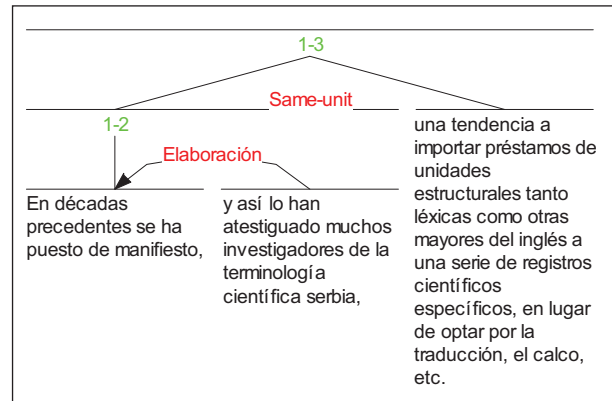 1-3
Same-unit
1-2
Elaboración
En décadas
precedentes se ha
puesto de manifiesto,
y así lo han
atestiguado muchos
investigadores de la
terminología
científica serbia,
una tendencia a
importar préstamos de
unidades
estructurales tanto
léxicas como otras
mayores del inglés a
una serie de registros
científicos
específicos, en lugar
de optar por la
traducción, el calco,
etc.